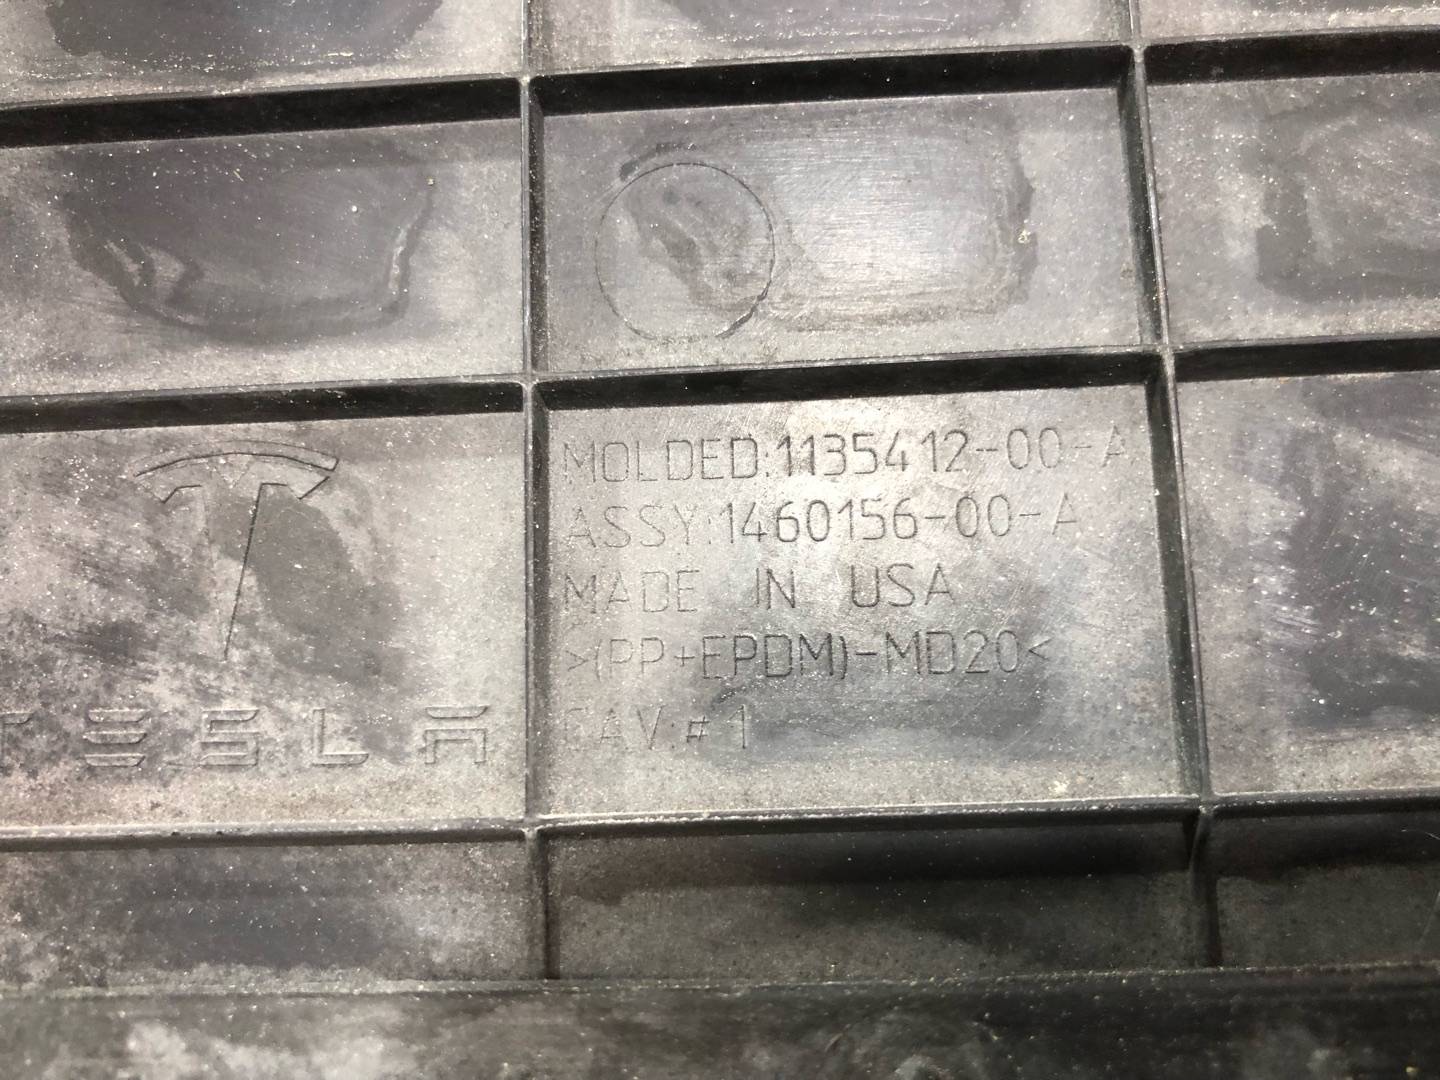 MOLDED:1135412-00-A
ASSY:1460156-00-A
MADE IN USA
>(PP+EPDM)-MD20<
CAV:#1
TESLA